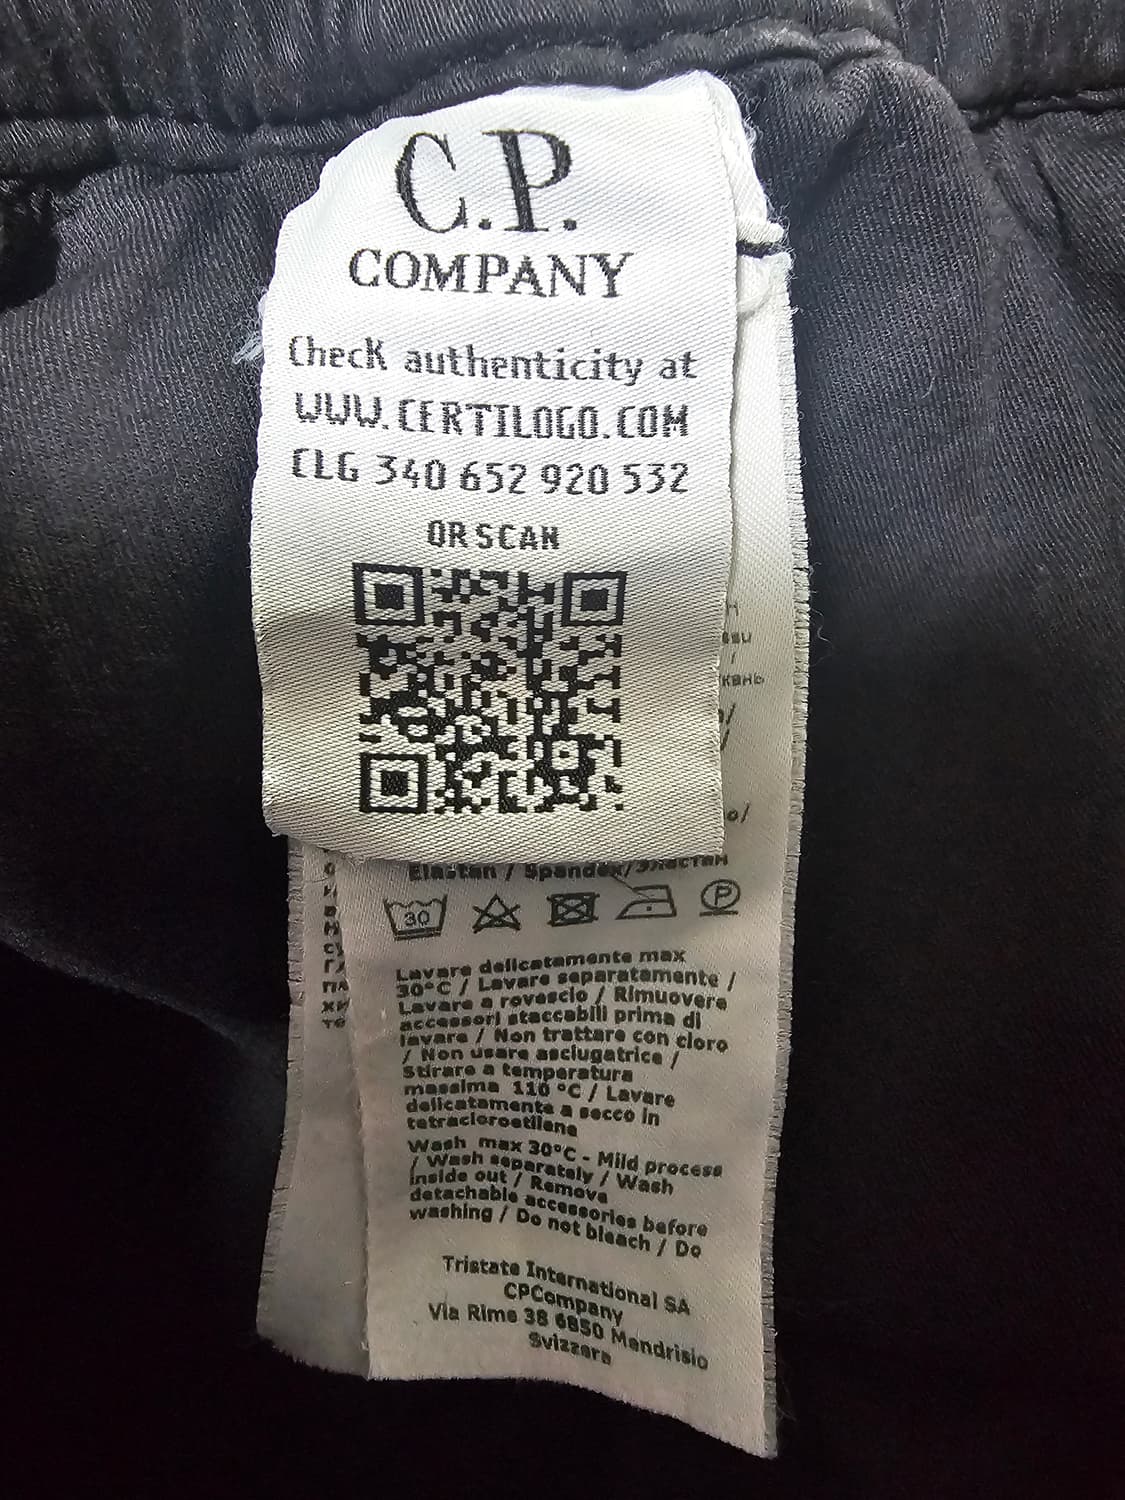 C.P.
COMPANY
Check authenticity at
WWW.CERTILOGO.COM
CLG 340 652 920 532
OR SCAN
Elastan / Spandex/Эластан
30
P
Lavare delicatamente max
30°C / Lavare separatamente /
Lavare a rovescio / Rimuovere
accessori staccabili prima di
lavare / Non trattare con cloro
/ Non usare asciugatrice /
Stirare a temperatura
massima 110 °C / Lavare
delicatamente a secco in
tetracloroetilene
Wash max 30°C - Mild process
/ Wash separately / Wash
inside out / Remove
detachable accessories before
washing / Do not bleach / Do
Tristate International SA
CPCompany
Via Rime 38 6850 Mendrisio
Svizzera